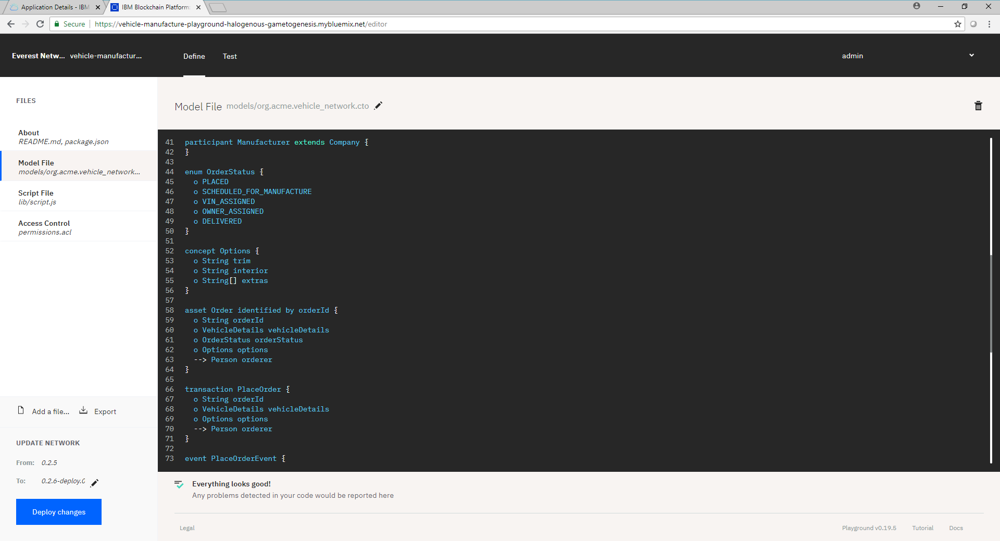 Application Details - IBM
IBM Blockchain Platform:
Secure
https://vehicle-manufacture-playground-halogenous-gametogenesis.mybluemix.net/editor
Everest Netw... vehicle-manufactur...
Define
Test
admin
FILES
About
README.md, package.json
Model File
models/org.acme.vehicle_network...
Script File
lib/script.js
Access Control
permissions.acl
Add a file...
Export
UPDATE NETWORK
From: 0.2.5
To: 0.2.6-deploy.0
Deploy changes
Model File models/org.acme.vehicle_network.cto
41 participant Manufacturer extends Company {
42 }
43
44 enum OrderStatus {
45 o PLACED
46 o SCHEDULED_FOR_MANUFACTURE
47 o VIN_ASSIGNED
48 o OWNER_ASSIGNED
49 o DELIVERED
50 }
51
52 concept Options {
53 o String trim
54 o String interior
55 o String[] extras
56 }
57
58 asset Order identified by orderId {
59 o String orderId
60 o VehicleDetails vehicleDetails
61 o OrderStatus orderStatus
62 o Options options
63 --> Person orderer
64 }
65
66 transaction PlaceOrder {
67 o String orderId
68 o VehicleDetails vehicleDetails
69 o Options options
70 --> Person orderer
71 }
72
73 event PlaceOrderEvent {
Everything looks good!
Any problems detected in your code would be reported here
Legal
Playground v0.19.5
Tutorial
Docs